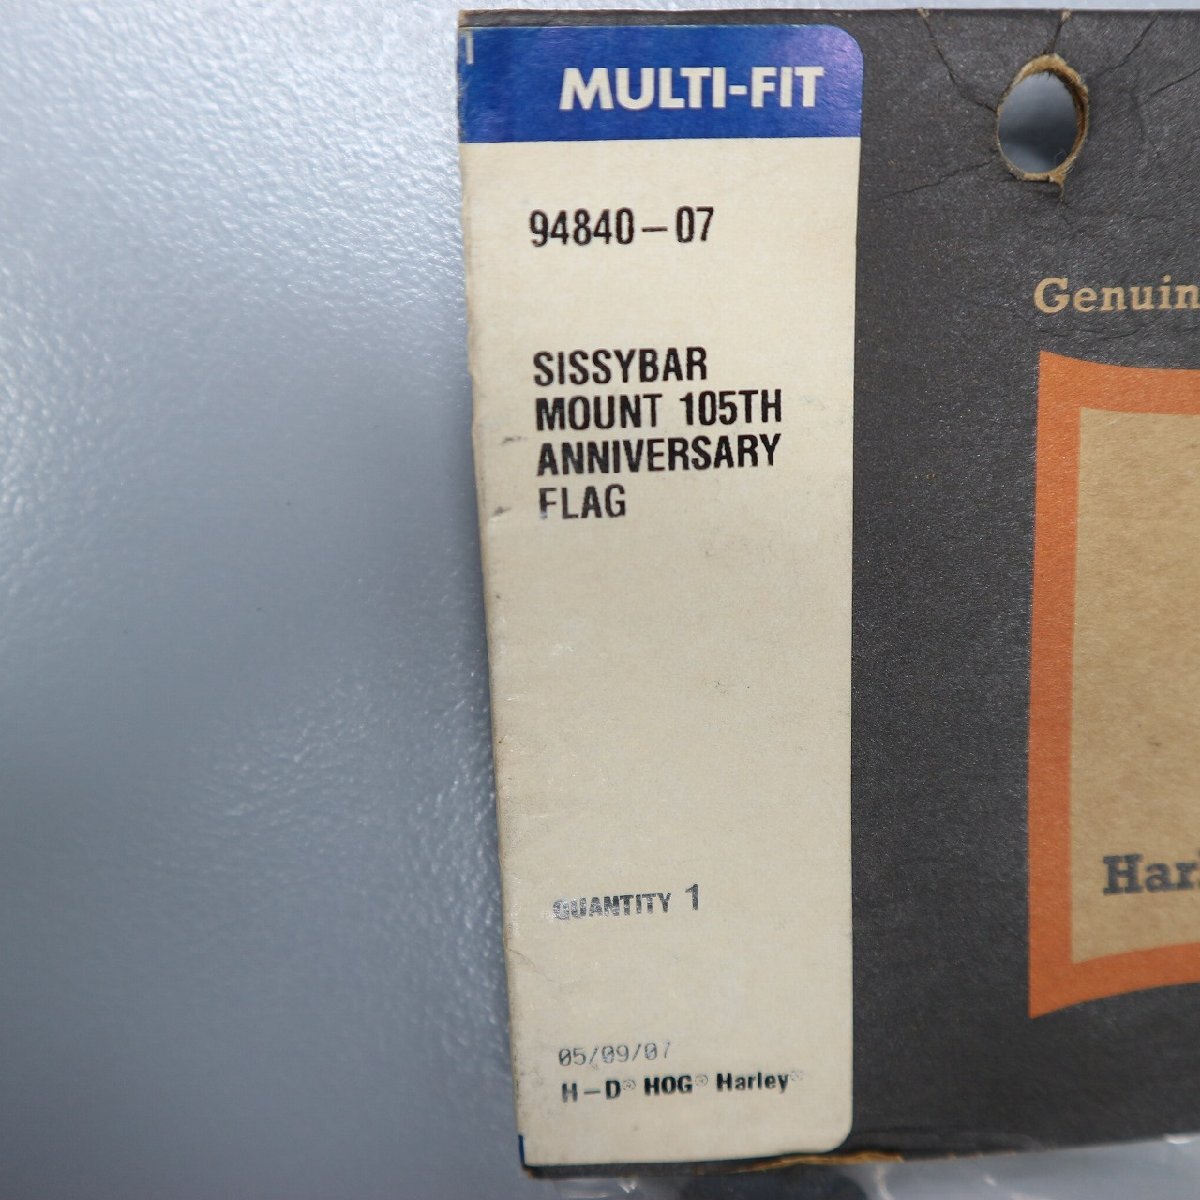 MULTI-FIT
94840-07
SISSYBAR
MOUNT 105TH
ANNIVERSARY
FLAG
QUANTITY 1
05/09/07
H-D® HOG® Harley®
Genuin
Har